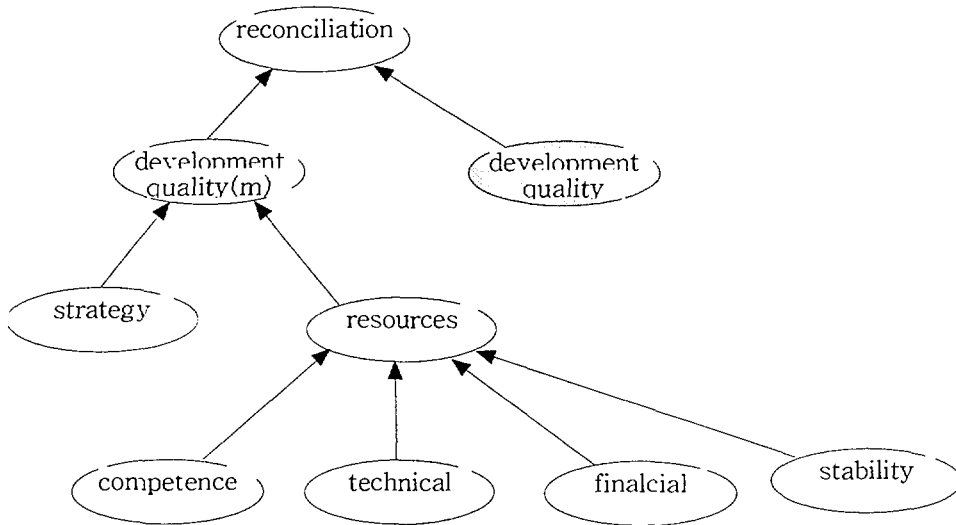 reconciliation
development
quality(m)
development
quality
strategy
resources
competence
technical
finalcial
stability